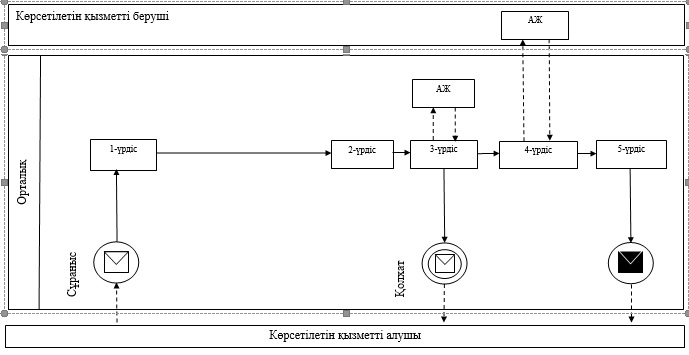 Көрсетілетін қызметті беруші
АЖ
АЖ
1-үрдіс
2-үрдіс
3-үрдіс
4-үрдіс
5-үрдіс
Орталық
Сұраныс
Қолхат
Көрсетілетін қызметті алушы